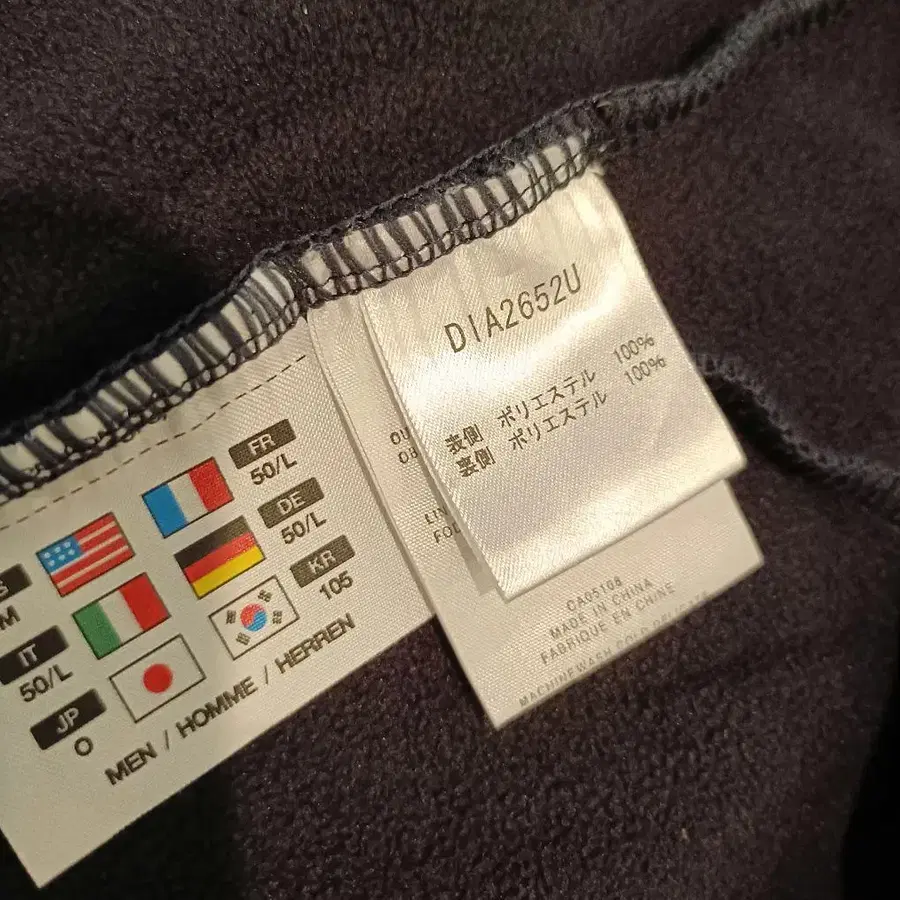 DIA2652U
表側 ポリエステル 100%
裏側 ポリエステル 100%
CA05108
MADE IN CHINA
FABRIQUE EN CHINE
MACHINE WASH COLD
FR
50/L
DE
50/L
KR
105
M
IT
50/L
JP
O
MEN / HOMME / HERREN